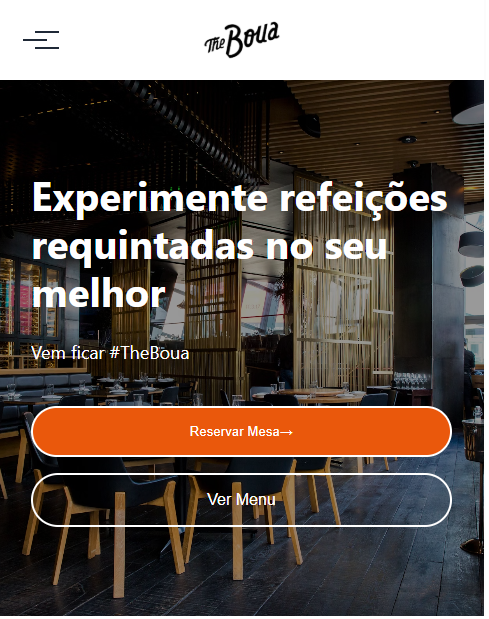 The Boua
Experimente refeições
requintadas no seu
melhor
Vem ficar #TheBoua
Reservar Mesa→
Ver Menu